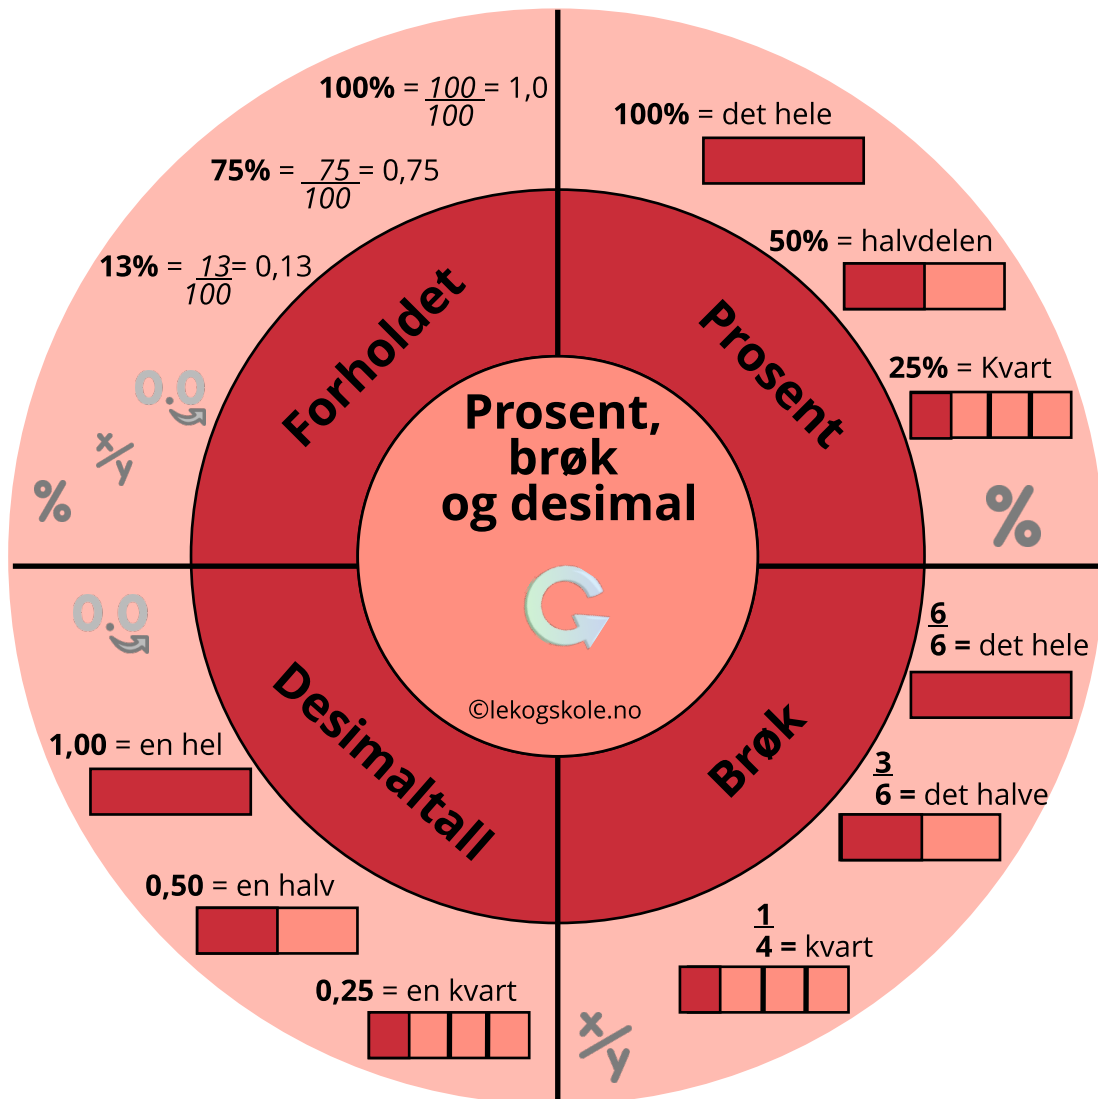 Prosent,
brøk
og desimal
©lekogskole.no
Forholdet
100% = 100 = 1,0
100
75% = 75 = 0,75
100
13% = 13 = 0,13
100
0.0
x/y
%
Prosent
100% = det hele
50% = halvdelen
25% = Kvart
%
Brøk
6
6 = det hele
3
6 = det halve
1
4 = kvart
x/y
Desimaltall
0.0
1,00 = en hel
0,50 = en halv
0,25 = en kvart